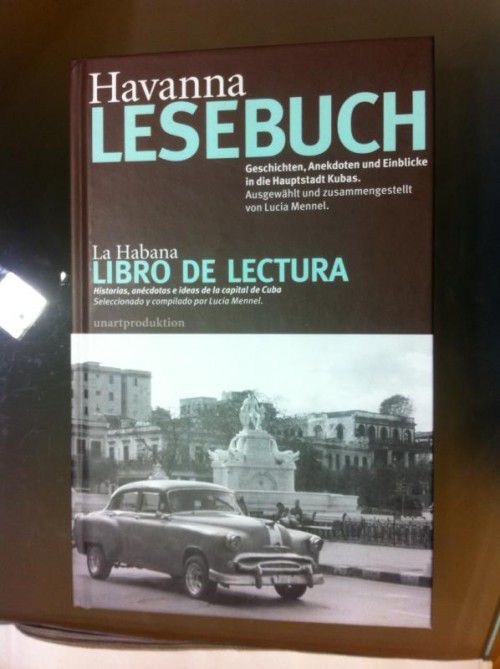 Havanna
LESEBUCH
Geschichten, Anekdoten und Einblicke
in die Hauptstadt Kubas.
Ausgewählt und zusammengestellt
von Lucía Mennel.
La Habana
LIBRO DE LECTURA
Historias, anécdotas e ideas de la capital de Cuba
Seleccionado y compilado por Lucía Mennel.
unartproduktion